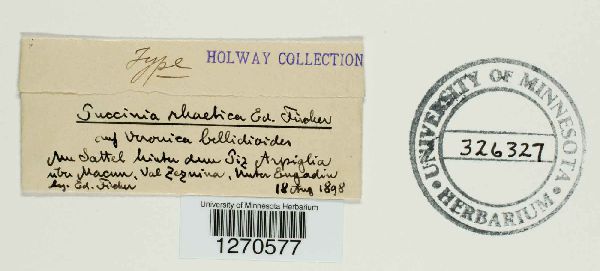 Type
HOLWAY COLLECTION
Puccinia rhaetica Ed. Fischer
auf Veronica bellidioides
Am Sattel hinter dem Piz Arpiglia
ob Macun, Val Zeznina, Unter Engadin
leg. Ed. Fischer 18 Aug 1898
University of Minnesota Herbarium
1270577
UNIVERSITY OF MINNESOTA
326327
HERBARIUM